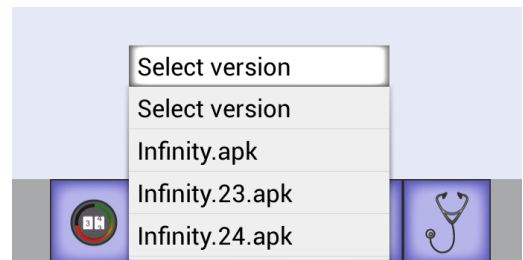 Select version
Select version
Infinity.apk
Infinity.23.apk
Infinity.24.apk